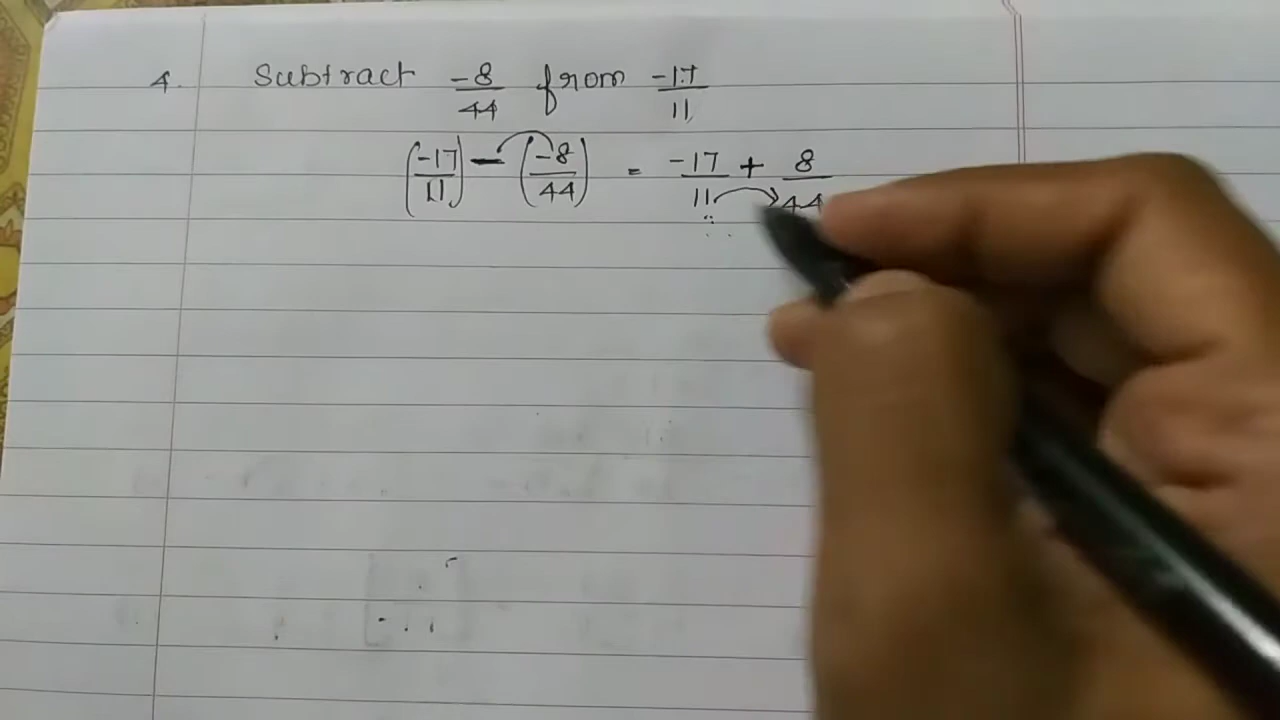 4. Subtract -8/44 from -17/11
(-17/11) - (-8/44) = -17/11 + 8/44